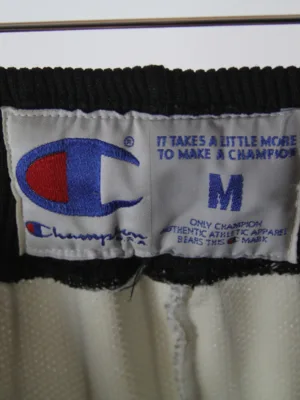 ®
Champion
U.S.A.
IT TAKES A LITTLE MORE
TO MAKE A CHAMPION
M
ONLY CHAMPION
AUTHENTIC ATHLETIC APPAREL
BEARS THIS C MARK